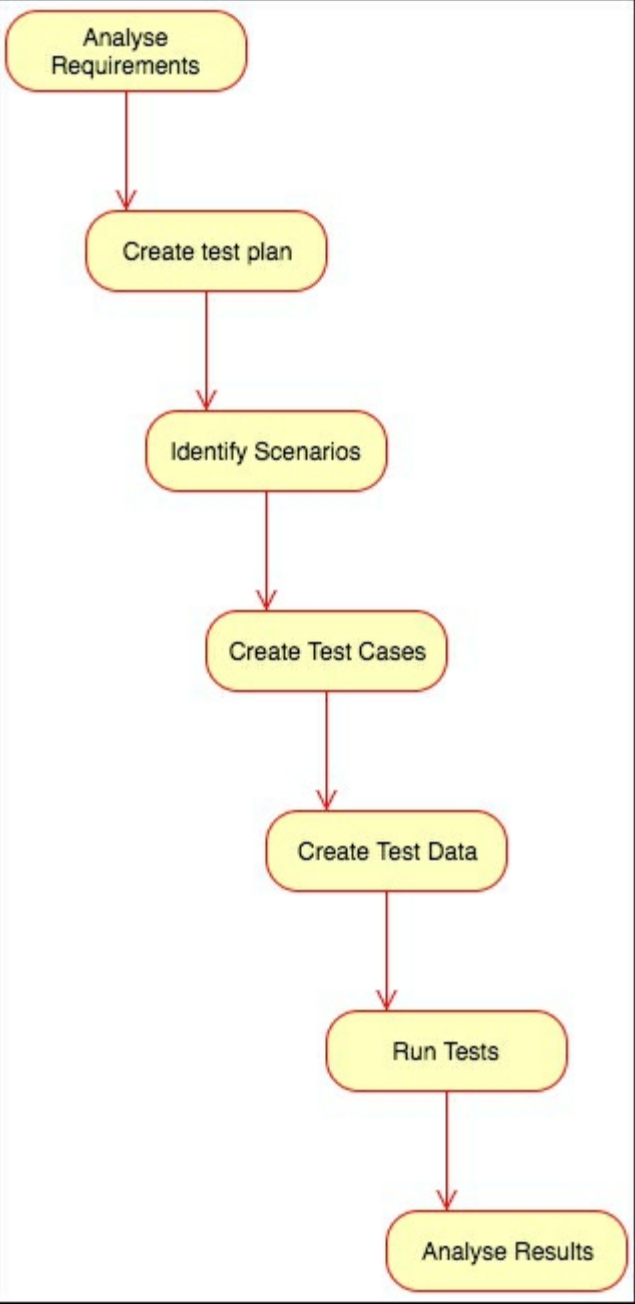 Analyse
Requirements
Create test plan
Identify Scenarios
Create Test Cases
Create Test Data
Run Tests
Analyse Results